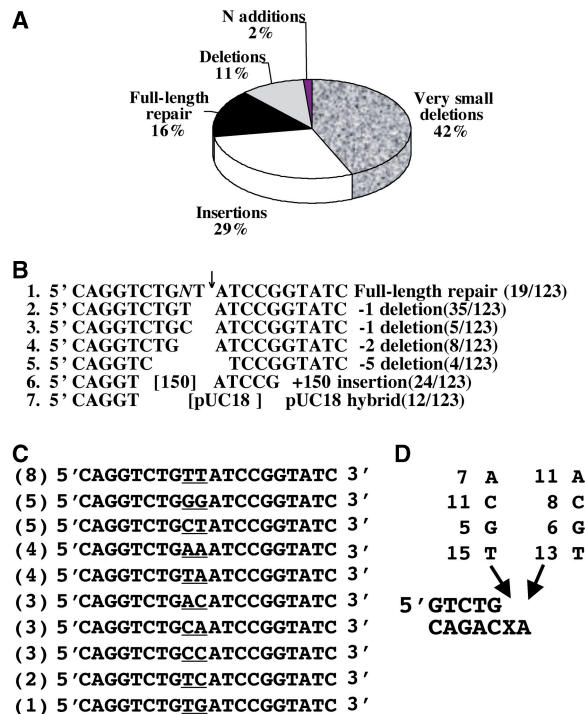 A
N additions
2%
Deletions
11%
Full-length
repair
16%
Very small
deletions
42%
Insertions
29%
B
1. 5' CAGGTCTGNT ATCCGGTATC Full-length repair (19/123)
2. 5' CAGGTCTGT ATCCGGTATC -1 deletion(35/123)
3. 5' CAGGTCTGC ATCCGGTATC -1 deletion(5/123)
4. 5' CAGGTCTG ATCCGGTATC -2 deletion(8/123)
5. 5' CAGGTC TCCGGTATC -5 deletion(4/123)
6. 5' CAGGT [150] ATCCG +150 insertion(24/123)
7. 5' CAGGT [pUC18 ] pUC18 hybrid(12/123)
C
(8) 5'CAGGTCTGTTATCCGGTATC 3'
(5) 5'CAGGTCTGGGATCCGGTATC 3'
(5) 5'CAGGTCTGCTATCCGGTATC 3'
(4) 5'CAGGTCTGAAATCCGGTATC 3'
(4) 5'CAGGTCTGTAATCCGGTATC 3'
(3) 5'CAGGTCTGACATCCGGTATC 3'
(3) 5'CAGGTCTGCAATCCGGTATC 3'
(3) 5'CAGGTCTGCCATCCGGTATC 3'
(2) 5'CAGGTCTGTCATCCGGTATC 3'
(1) 5'CAGGTCTGTGATCCGGTATC 3'
D
7 A 11 A
11 C 8 C
5 G 6 G
15 T 13 T
5'GTCTG
CAGACXA